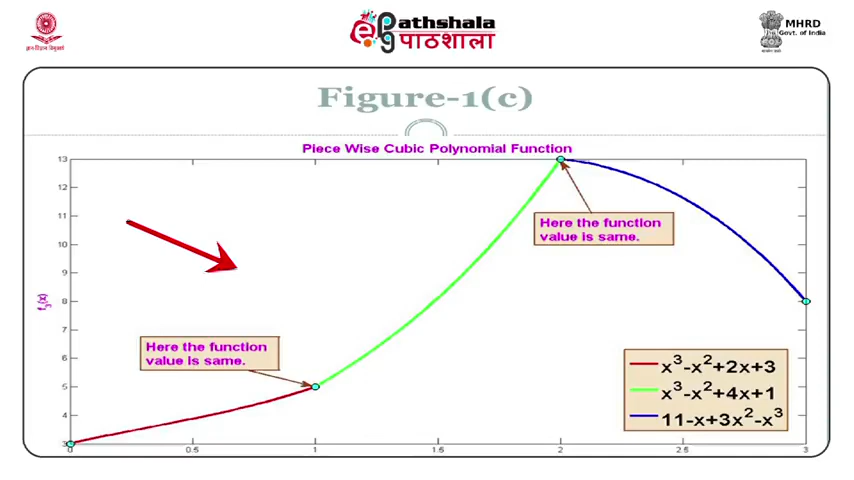 Pathshala
पाठशाला
MHRD
Govt. of India
Figure-1(c)
Piece Wise Cubic Polynomial Function
13
12
11
10
9
8
7
6
5
4
3
f₃(x)
Here the function
value is same.
Here the function
value is same.
x³-x²+2x+3
x³-x²+4x+1
11-x+3x²-x³
0 0.5 1 1.5 2 2.5 3